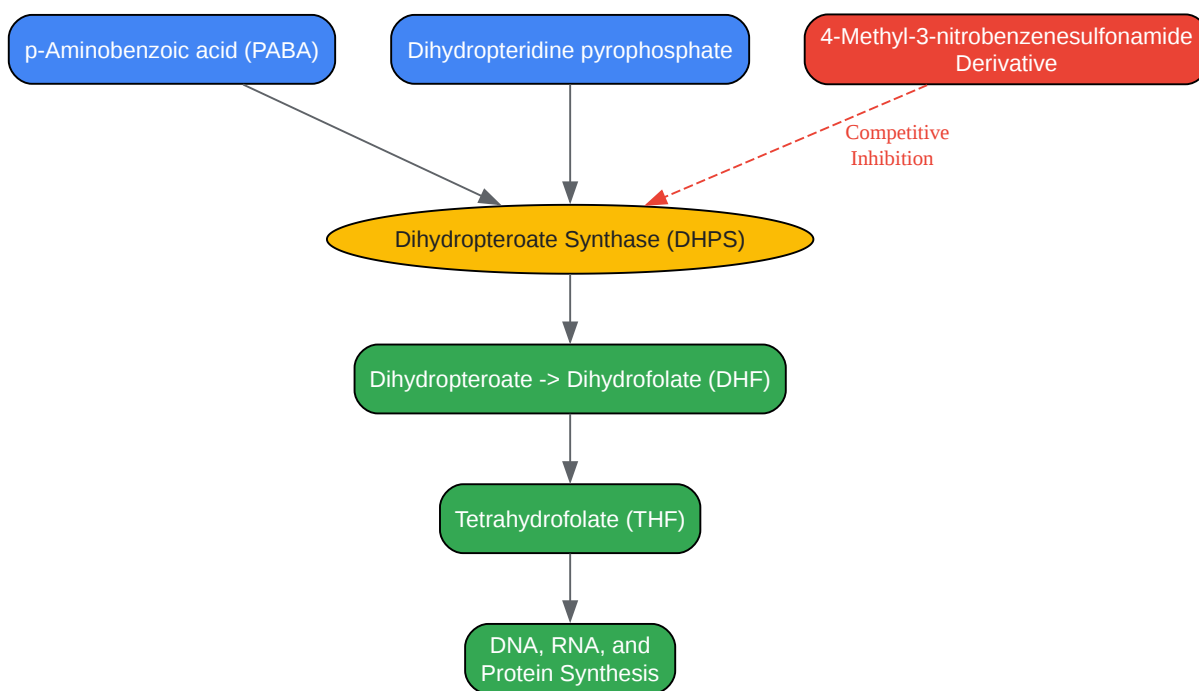 p-Aminobenzoic acid (PABA)
Dihydropteridine pyrophosphate
4-Methyl-3-nitrobenzenesulfonamide
Derivative
Competitive
Inhibition
Dihydropteroate Synthase (DHPS)
Dihydropteroate -> Dihydrofolate (DHF)
Tetrahydrofolate (THF)
DNA, RNA, and
Protein Synthesis